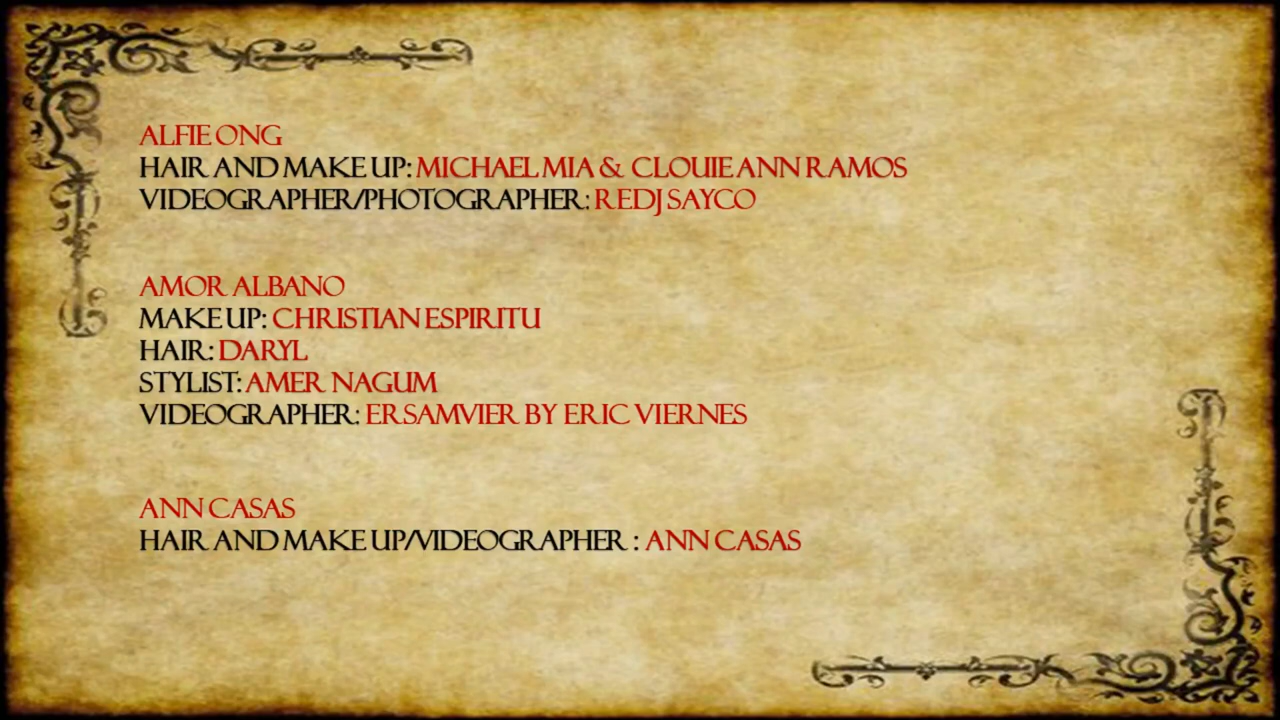 ALFIE ONG
HAIR AND MAKE UP: MICHAEL MIA & CLOUIE ANN RAMOS
VIDEOGRAPHER/PHOTOGRAPHER: REDJ SAYCO
AMOR ALBANO
MAKE UP: CHRISTIAN ESPIRITU
HAIR: DARYL
STYLIST: AMER NAGUM
VIDEOGRAPHER: ERSAMVIER BY ERIC VIERNES
ANN CASAS
HAIR AND MAKE UP/VIDEOGRAPHER : ANN CASAS